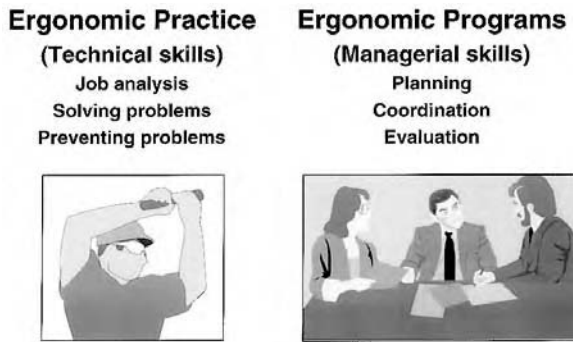 Ergonomic Practice
(Technical skills)
Job analysis
Solving problems
Preventing problems
Ergonomic Programs
(Managerial skills)
Planning
Coordination
Evaluation